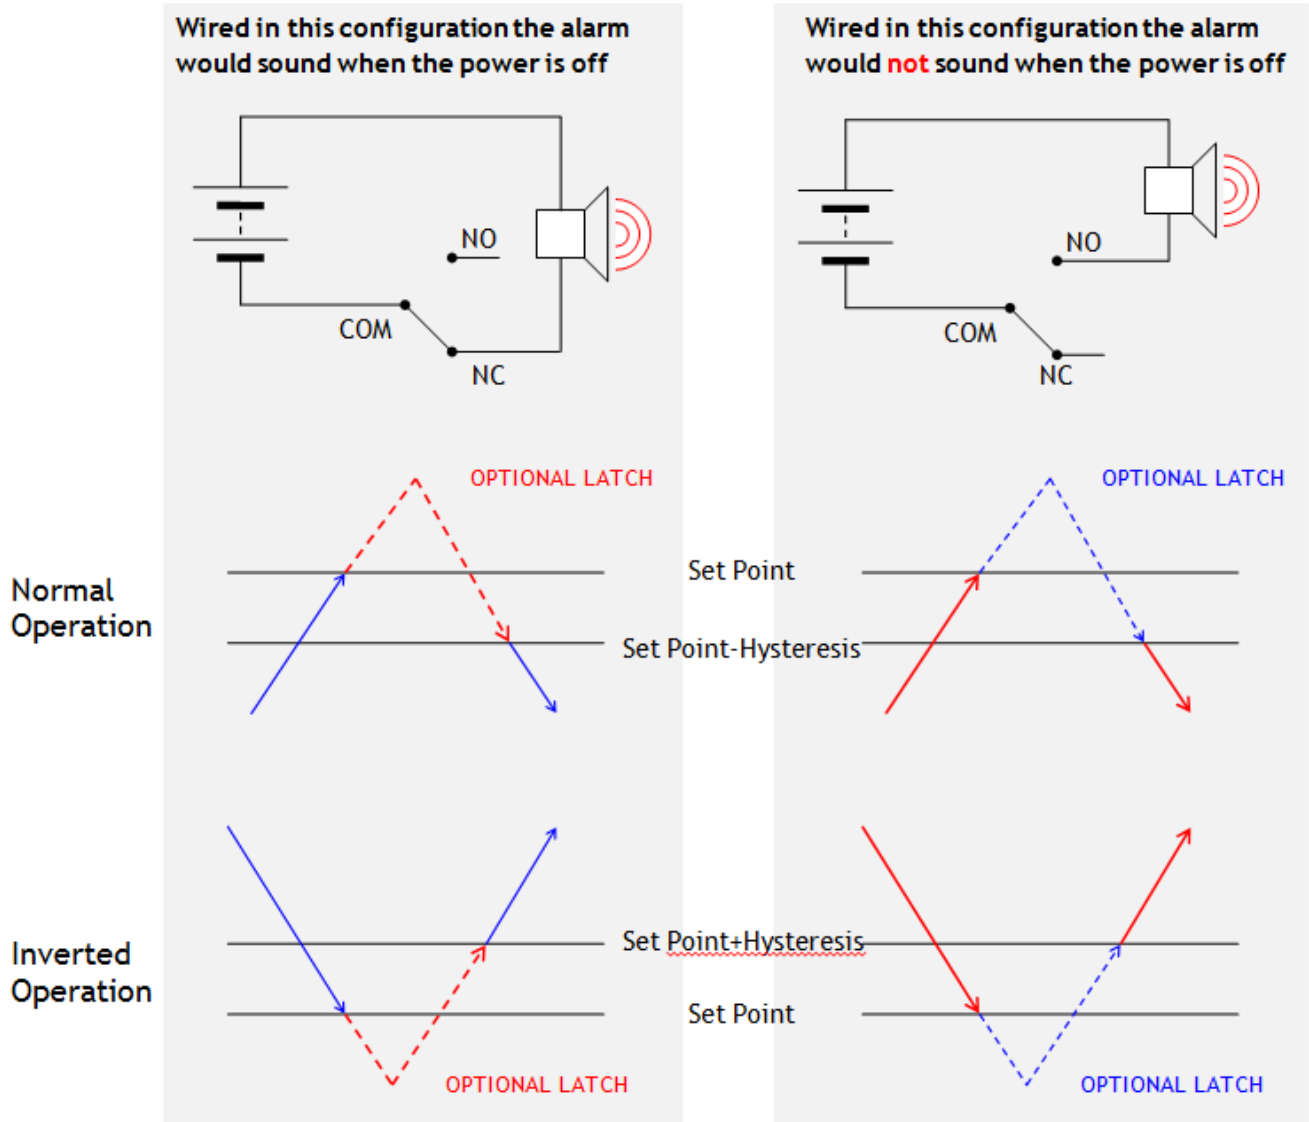 Wired in this configuration the alarm
would sound when the power is off
Wired in this configuration the alarm
would not sound when the power is off
NO
COM
NC
NO
COM
NC
OPTIONAL LATCH
OPTIONAL LATCH
Normal
Operation
Set Point
Set Point-Hysteresis
Inverted
Operation
Set Point+Hysteresis
Set Point
OPTIONAL LATCH
OPTIONAL LATCH